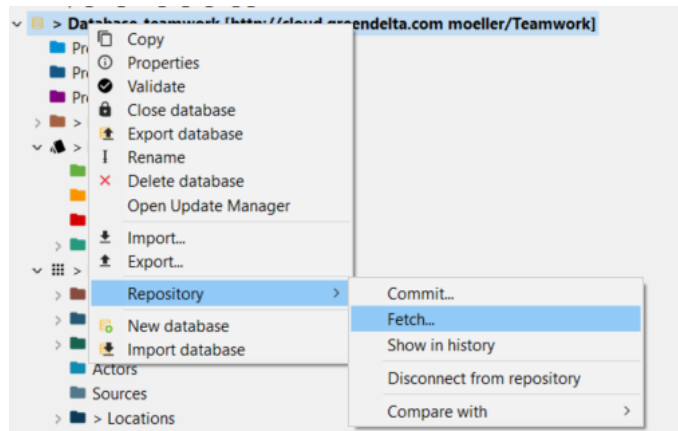 > Database-teamwork [http://cloud.greendelta.com moeller/Teamwork]
Copy
Properties
Validate
Close database
Export database
Rename
Delete database
Open Update Manager
Import...
Export...
Repository >
New database
Import database
Commit...
Fetch...
Show in history
Disconnect from repository
Compare with >
Actors
Sources
> Locations